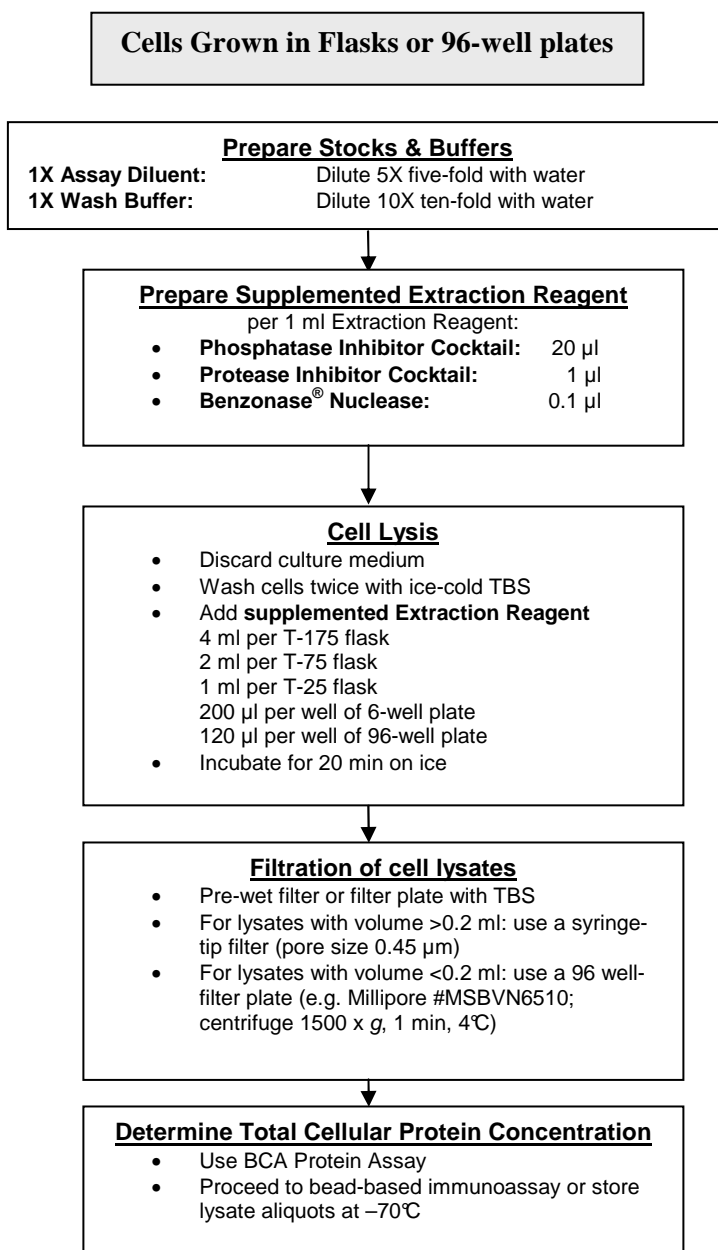 Cells Grown in Flasks or 96-well plates
Prepare Stocks & Buffers
1X Assay Diluent: Dilute 5X five-fold with water
1X Wash Buffer: Dilute 10X ten-fold with water
Prepare Supplemented Extraction Reagent
per 1 ml Extraction Reagent:
• Phosphatase Inhibitor Cocktail: 20 µl
• Protease Inhibitor Cocktail: 1 µl
• Benzonase® Nuclease: 0.1 µl
Cell Lysis
• Discard culture medium
• Wash cells twice with ice-cold TBS
• Add supplemented Extraction Reagent
4 ml per T-175 flask
2 ml per T-75 flask
1 ml per T-25 flask
200 µl per well of 6-well plate
120 µl per well of 96-well plate
• Incubate for 20 min on ice
Filtration of cell lysates
• Pre-wet filter or filter plate with TBS
• For lysates with volume >0.2 ml: use a syringe-
tip filter (pore size 0.45 µm)
• For lysates with volume <0.2 ml: use a 96 well-
filter plate (e.g. Millipore #MSBVN6510;
centrifuge 1500 x g, 1 min, 4℃)
Determine Total Cellular Protein Concentration
• Use BCA Protein Assay
• Proceed to bead-based immunoassay or store
lysate aliquots at –70℃